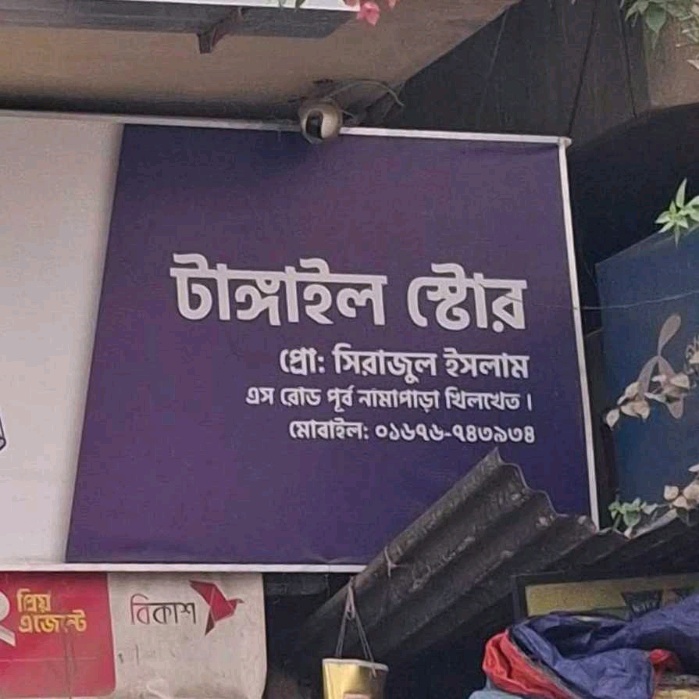 টাঙ্গাইল স্টোর
প্রো: সিরাজুল ইসলাম
এস রোড পূর্ব নামাপাড়া খিলখেত।
মোবাইল: ০১৬৭৬-৭৪৩৯৩৪
প্রিয়
এজেন্ট
বিকাশ